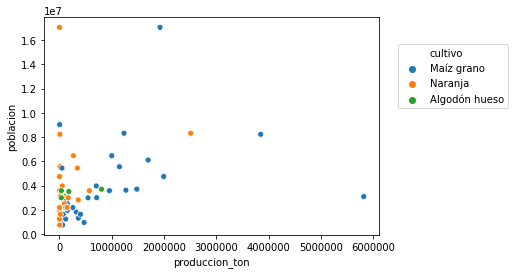 1e7
1.6
1.4
1.2
1.0
0.8
0.6
0.4
0.2
0.0
poblacion
0 1000000 2000000 3000000 4000000 5000000 6000000
produccion_ton
cultivo
Maíz grano
Naranja
Algodón hueso